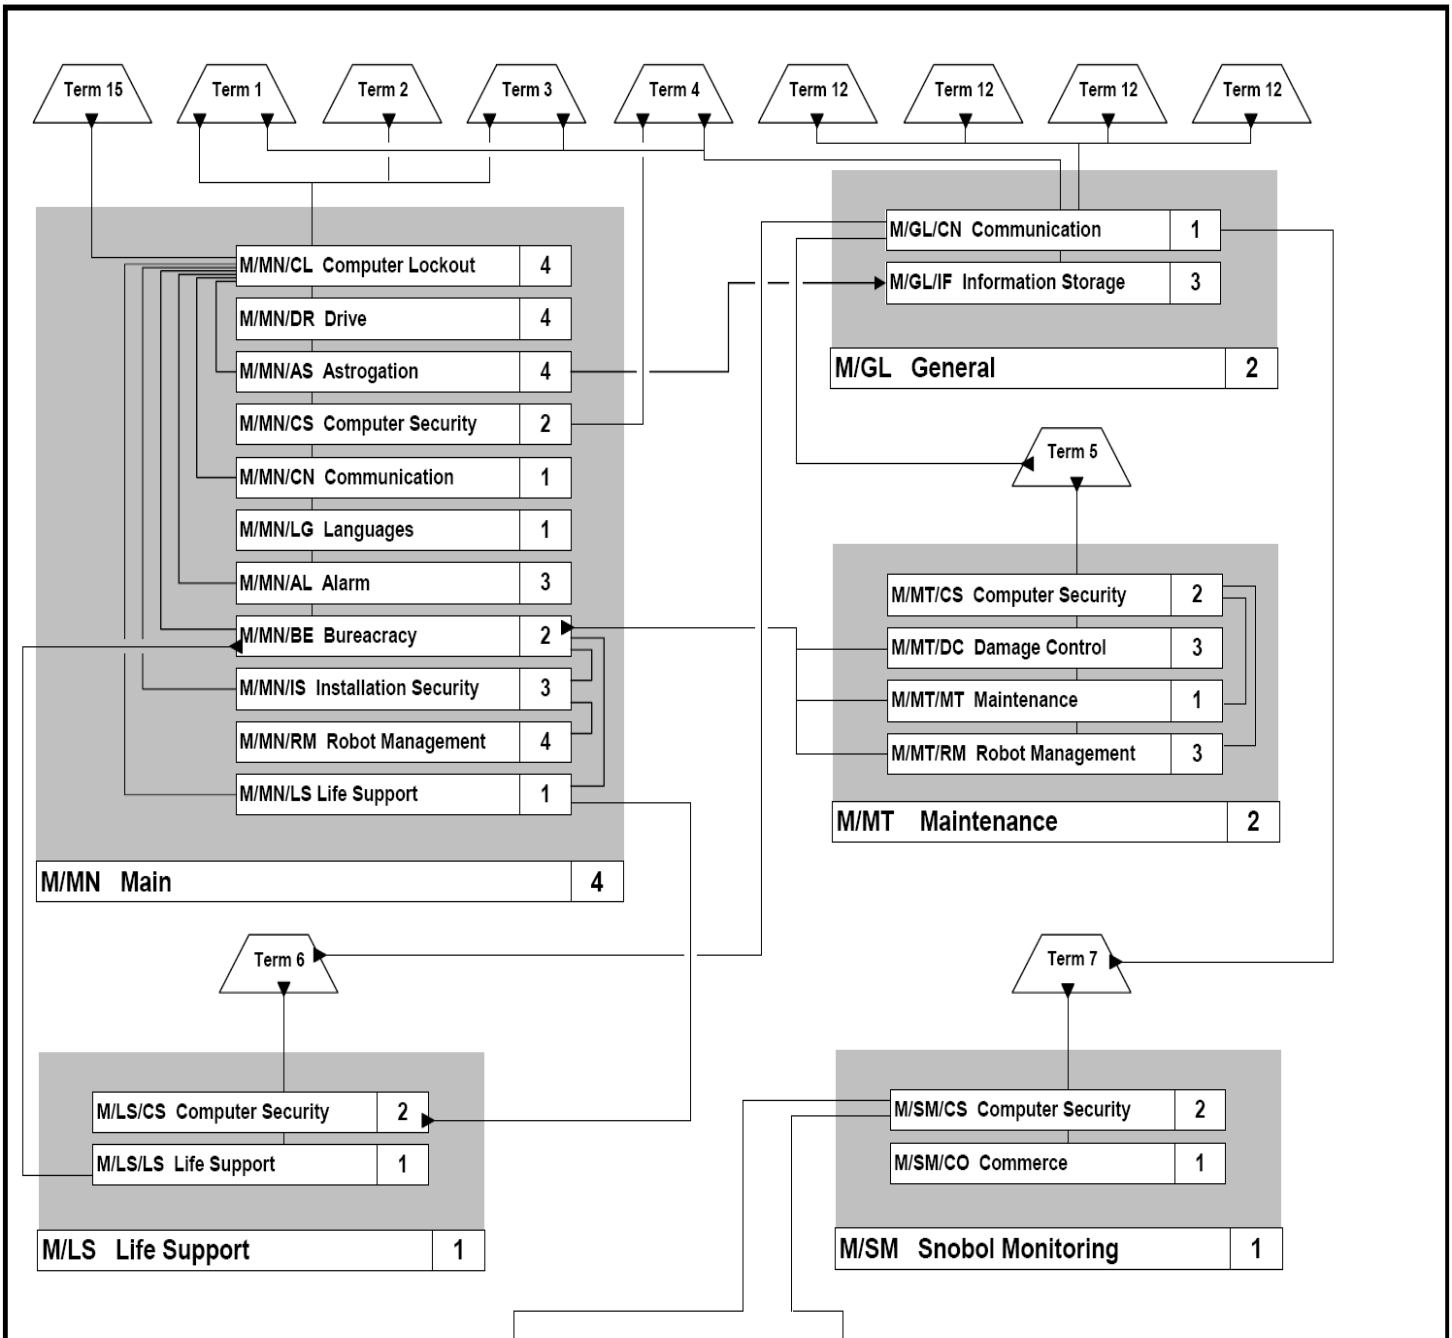 Term 15
Term 1
Term 2
Term 3
Term 4
Term 12
Term 12
Term 12
Term 12
M/MN/CL Computer Lockout 4
M/MN/DR Drive 4
M/MN/AS Astrogation 4
M/MN/CS Computer Security 2
M/MN/CN Communication 1
M/MN/LG Languages 1
M/MN/AL Alarm 3
M/MN/BE Bureacracy 2
M/MN/IS Installation Security 3
M/MN/RM Robot Management 4
M/MN/LS Life Support 1
M/MN Main 4
M/GL/CN Communication 1
M/GL/IF Information Storage 3
M/GL General 2
Term 5
M/MT/CS Computer Security 2
M/MT/DC Damage Control 3
M/MT/MT Maintenance 1
M/MT/RM Robot Management 3
M/MT Maintenance 2
Term 6
M/LS/CS Computer Security 2
M/LS/LS Life Support 1
M/LS Life Support 1
Term 7
M/SM/CS Computer Security 2
M/SM/CO Commerce 1
M/SM Snobol Monitoring 1